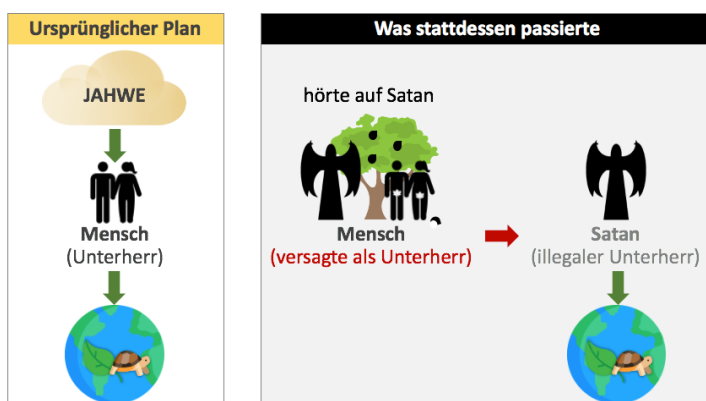 Ursprünglicher Plan
JAHWE
Mensch
(Unterherr)
Was stattdessen passierte
hörte auf Satan
Mensch
(versagte als Unterherr)
Satan
(illegaler Unterherr)